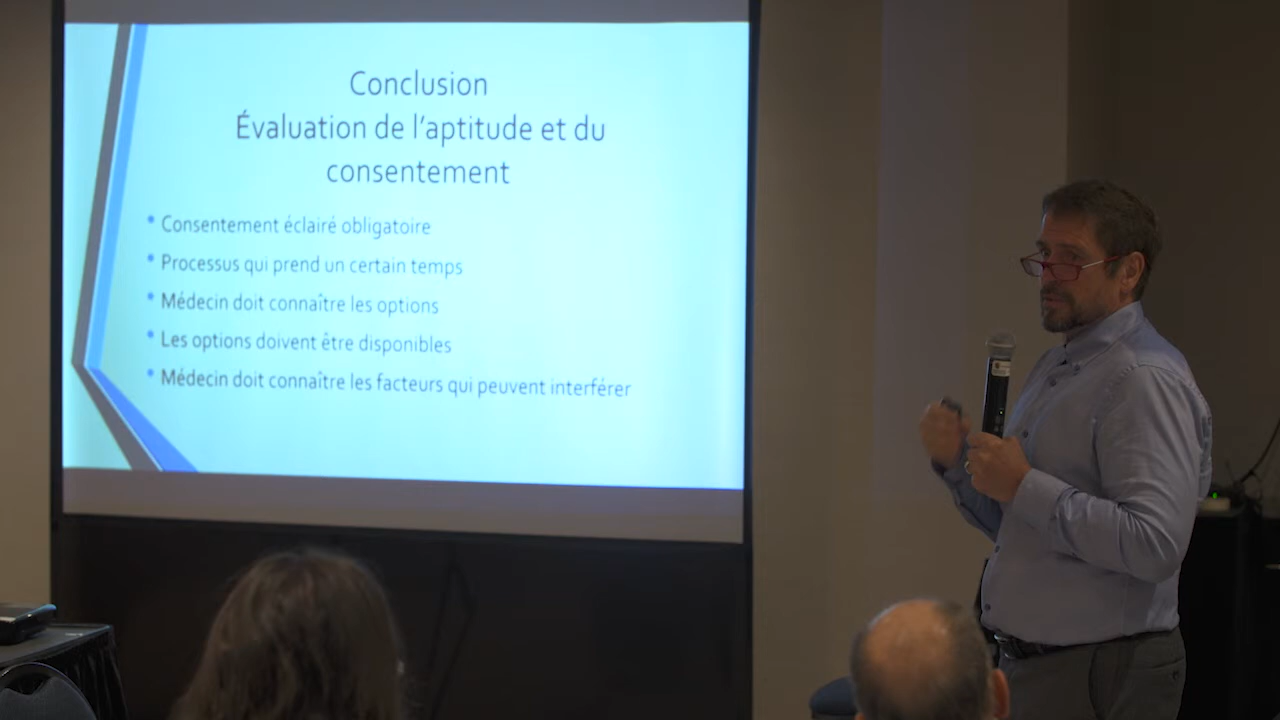 Conclusion
Évaluation de l'aptitude et du
consentement
• Consentement éclairé obligatoire
• Processus qui prend un certain temps
• Médecin doit connaître les options
• Les options doivent être disponibles
• Médecin doit connaître les facteurs qui peuvent interférer